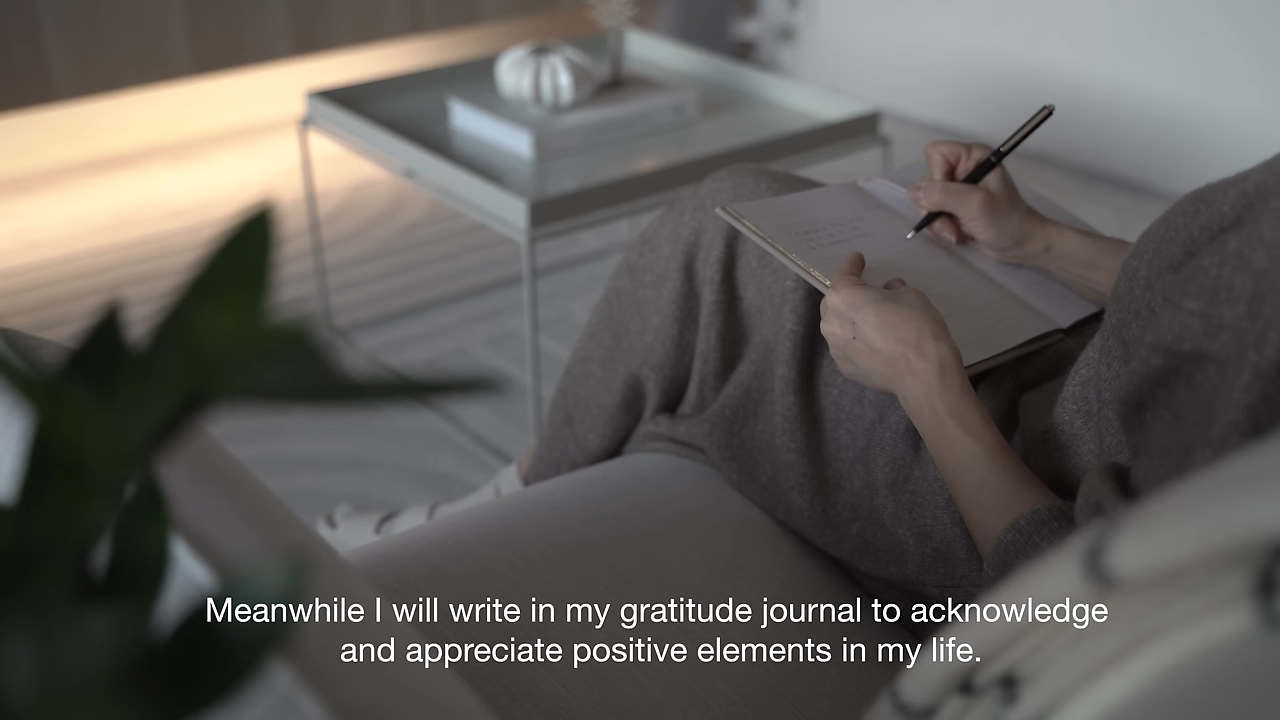 Meanwhile I will write in my gratitude journal to acknowledge
and appreciate positive elements in my life.